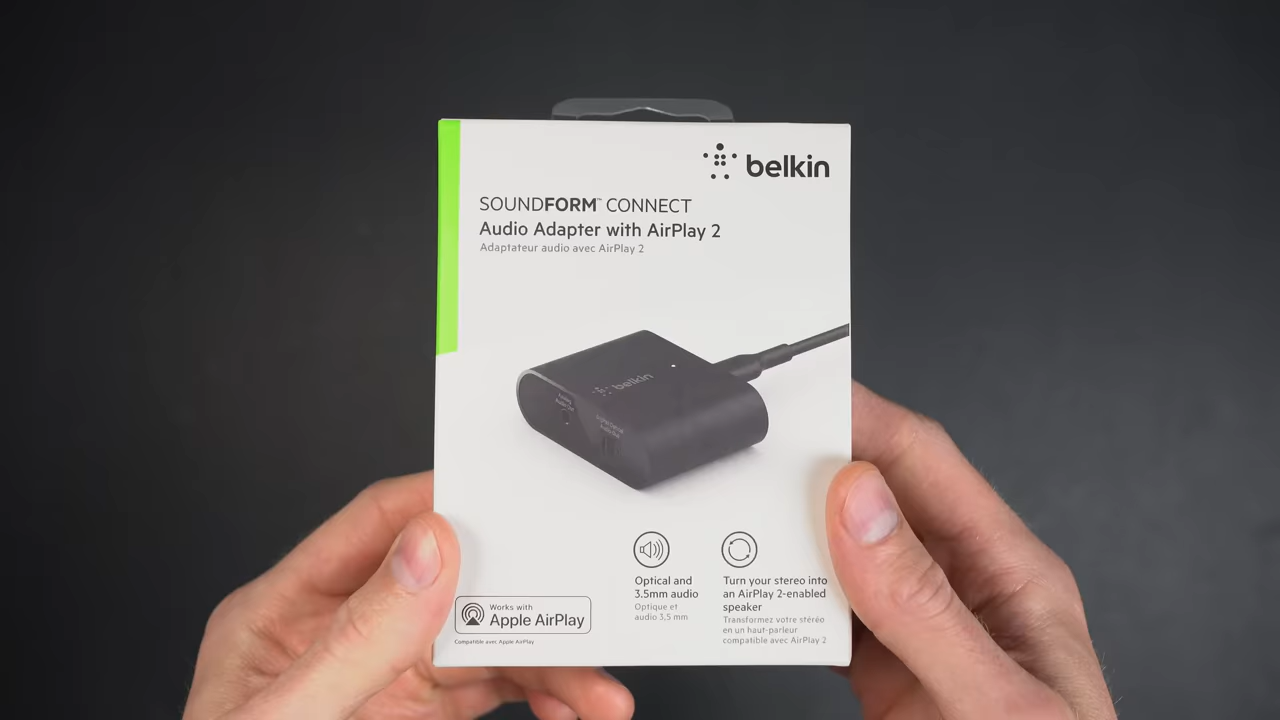 belkin
SOUNDFORM™ CONNECT
Audio Adapter with AirPlay 2
Adaptateur audio avec AirPlay 2
belkin
Optical and
3.5mm audio
Optique et
audio 3,5 mm
Turn your stereo into
an AirPlay 2-enabled
speaker
Transformez votre stéréo
en un haut-parleur
compatible avec AirPlay 2
Works with
Apple AirPlay
Compatible avec Apple AirPlay